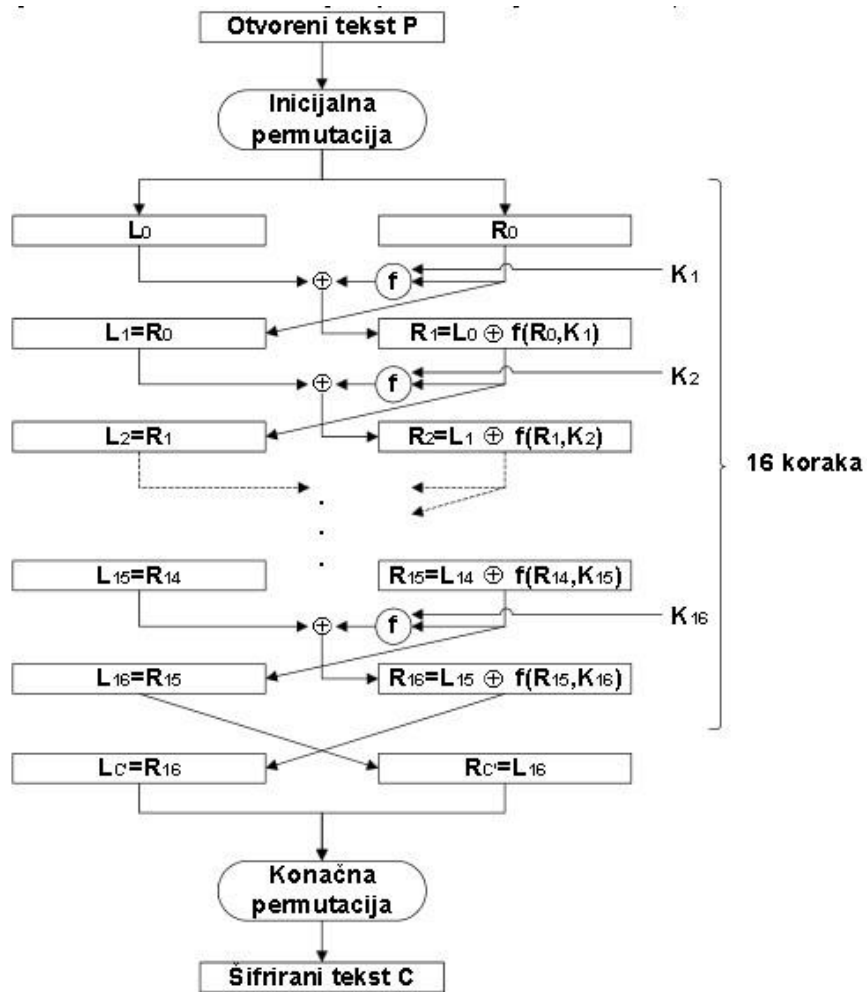 Otvoreni tekst P
Inicijalna
permutacija
L0 R0
f K1
L1=R0 R1=L0 ⊕ f(R0,K1)
f K2
L2=R1 R2=L1 ⊕ f(R1,K2)
16 koraka
L15=R14 R15=L14 ⊕ f(R14,K15)
f K16
L16=R15 R16=L15 ⊕ f(R15,K16)
LC'=R16 RC'=L16
Konačna
permutacija
Šifrirani tekst C